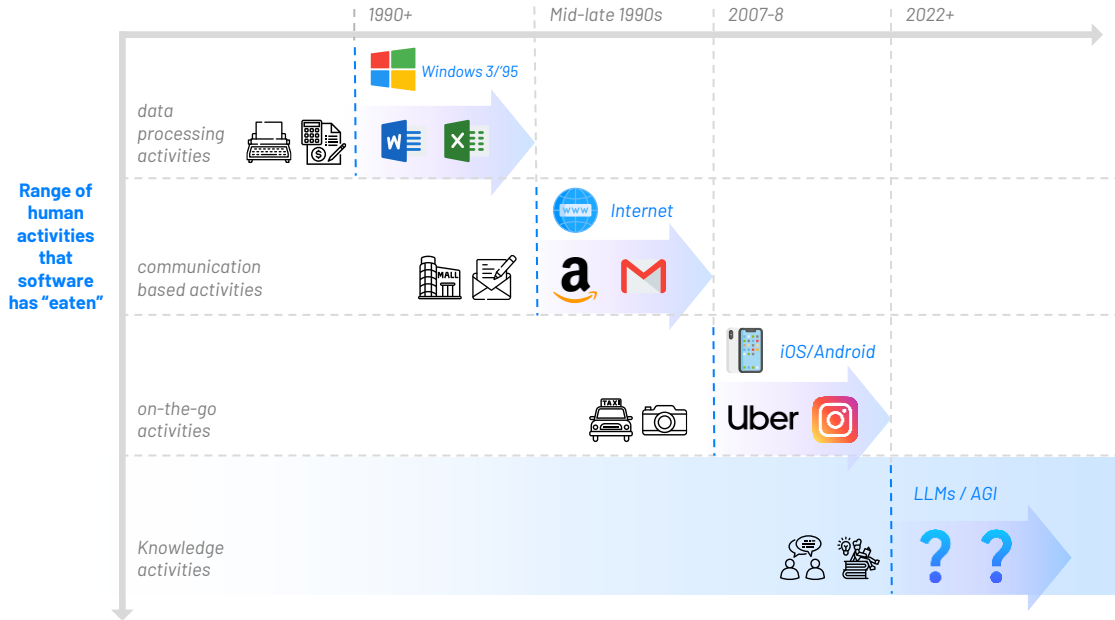 1990+
Mid-late 1990s
2007-8
2022+
Windows 3/'95
data
processing
activities
W
X
Range of
human
activities
that
software
has “eaten”
www
Internet
communication
based activities
MALL
a
iOS/Android
on-the-go
activities
TAXI
Uber
LLMs / AGI
Knowledge
activities
$
? ?